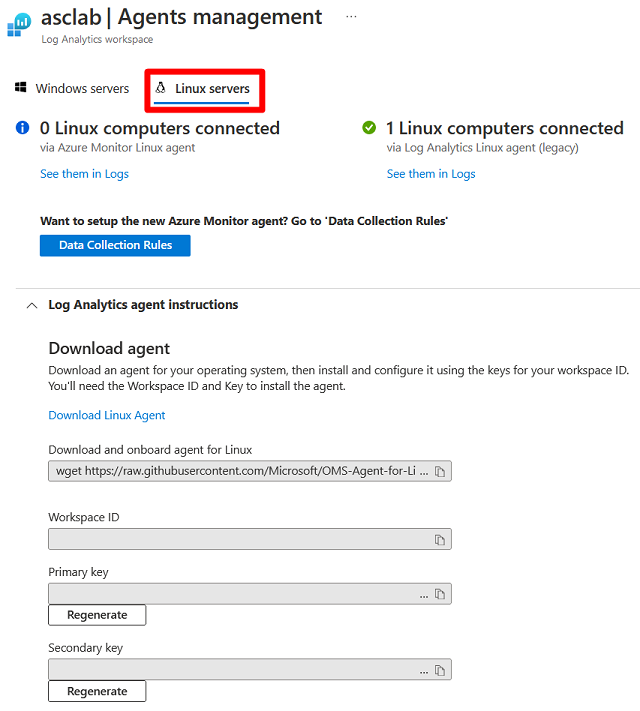 asclab | Agents management ...
Log Analytics workspace
Windows servers
Linux servers
0 Linux computers connected
via Azure Monitor Linux agent
See them in Logs
1 Linux computers connected
via Log Analytics Linux agent (legacy)
See them in Logs
Want to setup the new Azure Monitor agent? Go to 'Data Collection Rules'
Data Collection Rules
Log Analytics agent instructions
Download agent
Download an agent for your operating system, then install and configure it using the keys for your workspace ID.
You'll need the Workspace ID and Key to install the agent.
Download Linux Agent
Download and onboard agent for Linux
wget https://raw.githubusercontent.com/Microsoft/OMS-Agent-for-Li ...
Workspace ID
Primary key
...
Regenerate
Secondary key
...
Regenerate